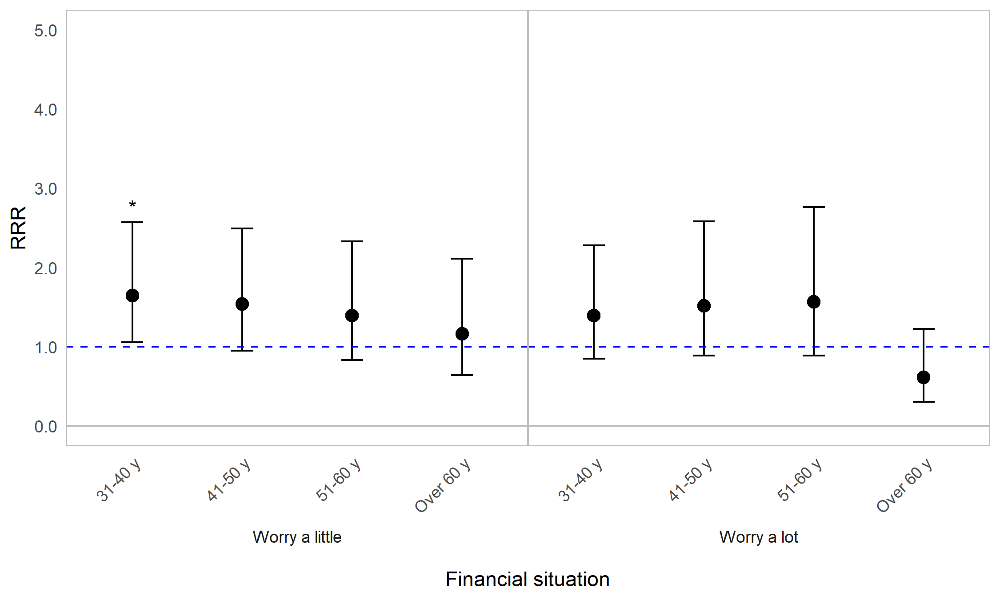 5.0
4.0
3.0
2.0
1.0
0.0
RRR
*
31-40 y
41-50 y
51-60 y
Over 60 y
31-40 y
41-50 y
51-60 y
Over 60 y
Worry a little
Worry a lot
Financial situation